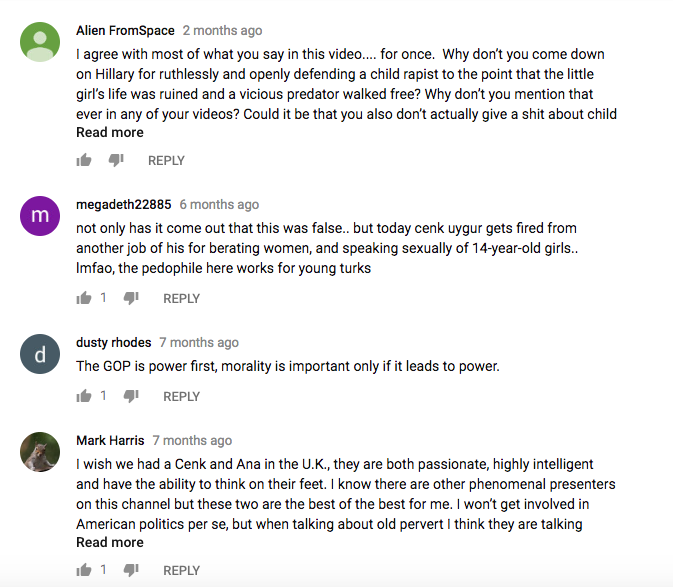 Alien FromSpace 2 months ago
I agree with most of what you say in this video.... for once.  Why don't you come down
on Hillary for ruthlessly and openly defending a child rapist to the point that the little
girl's life was ruined and a vicious predator walked free? Why don't you mention that
ever in any of your videos? Could it be that you also don't actually give a shit about child
Read more
REPLY
m
megadeth22885 6 months ago
not only has it come out that this was false.. but today cenk uygur gets fired from
another job of his for berating women, and speaking sexually of 14-year-old girls..
lmfao, the pedophile here works for young turks
1 REPLY
d
dusty rhodes 7 months ago
The GOP is power first, morality is important only if it leads to power.
1 REPLY
Mark Harris 7 months ago
I wish we had a Cenk and Ana in the U.K., they are both passionate, highly intelligent
and have the ability to think on their feet. I know there are other phenomenal presenters
on this channel but these two are the best of the best for me. I won't get involved in
American politics per se, but when talking about old pervert I think they are talking
Read more
1 REPLY